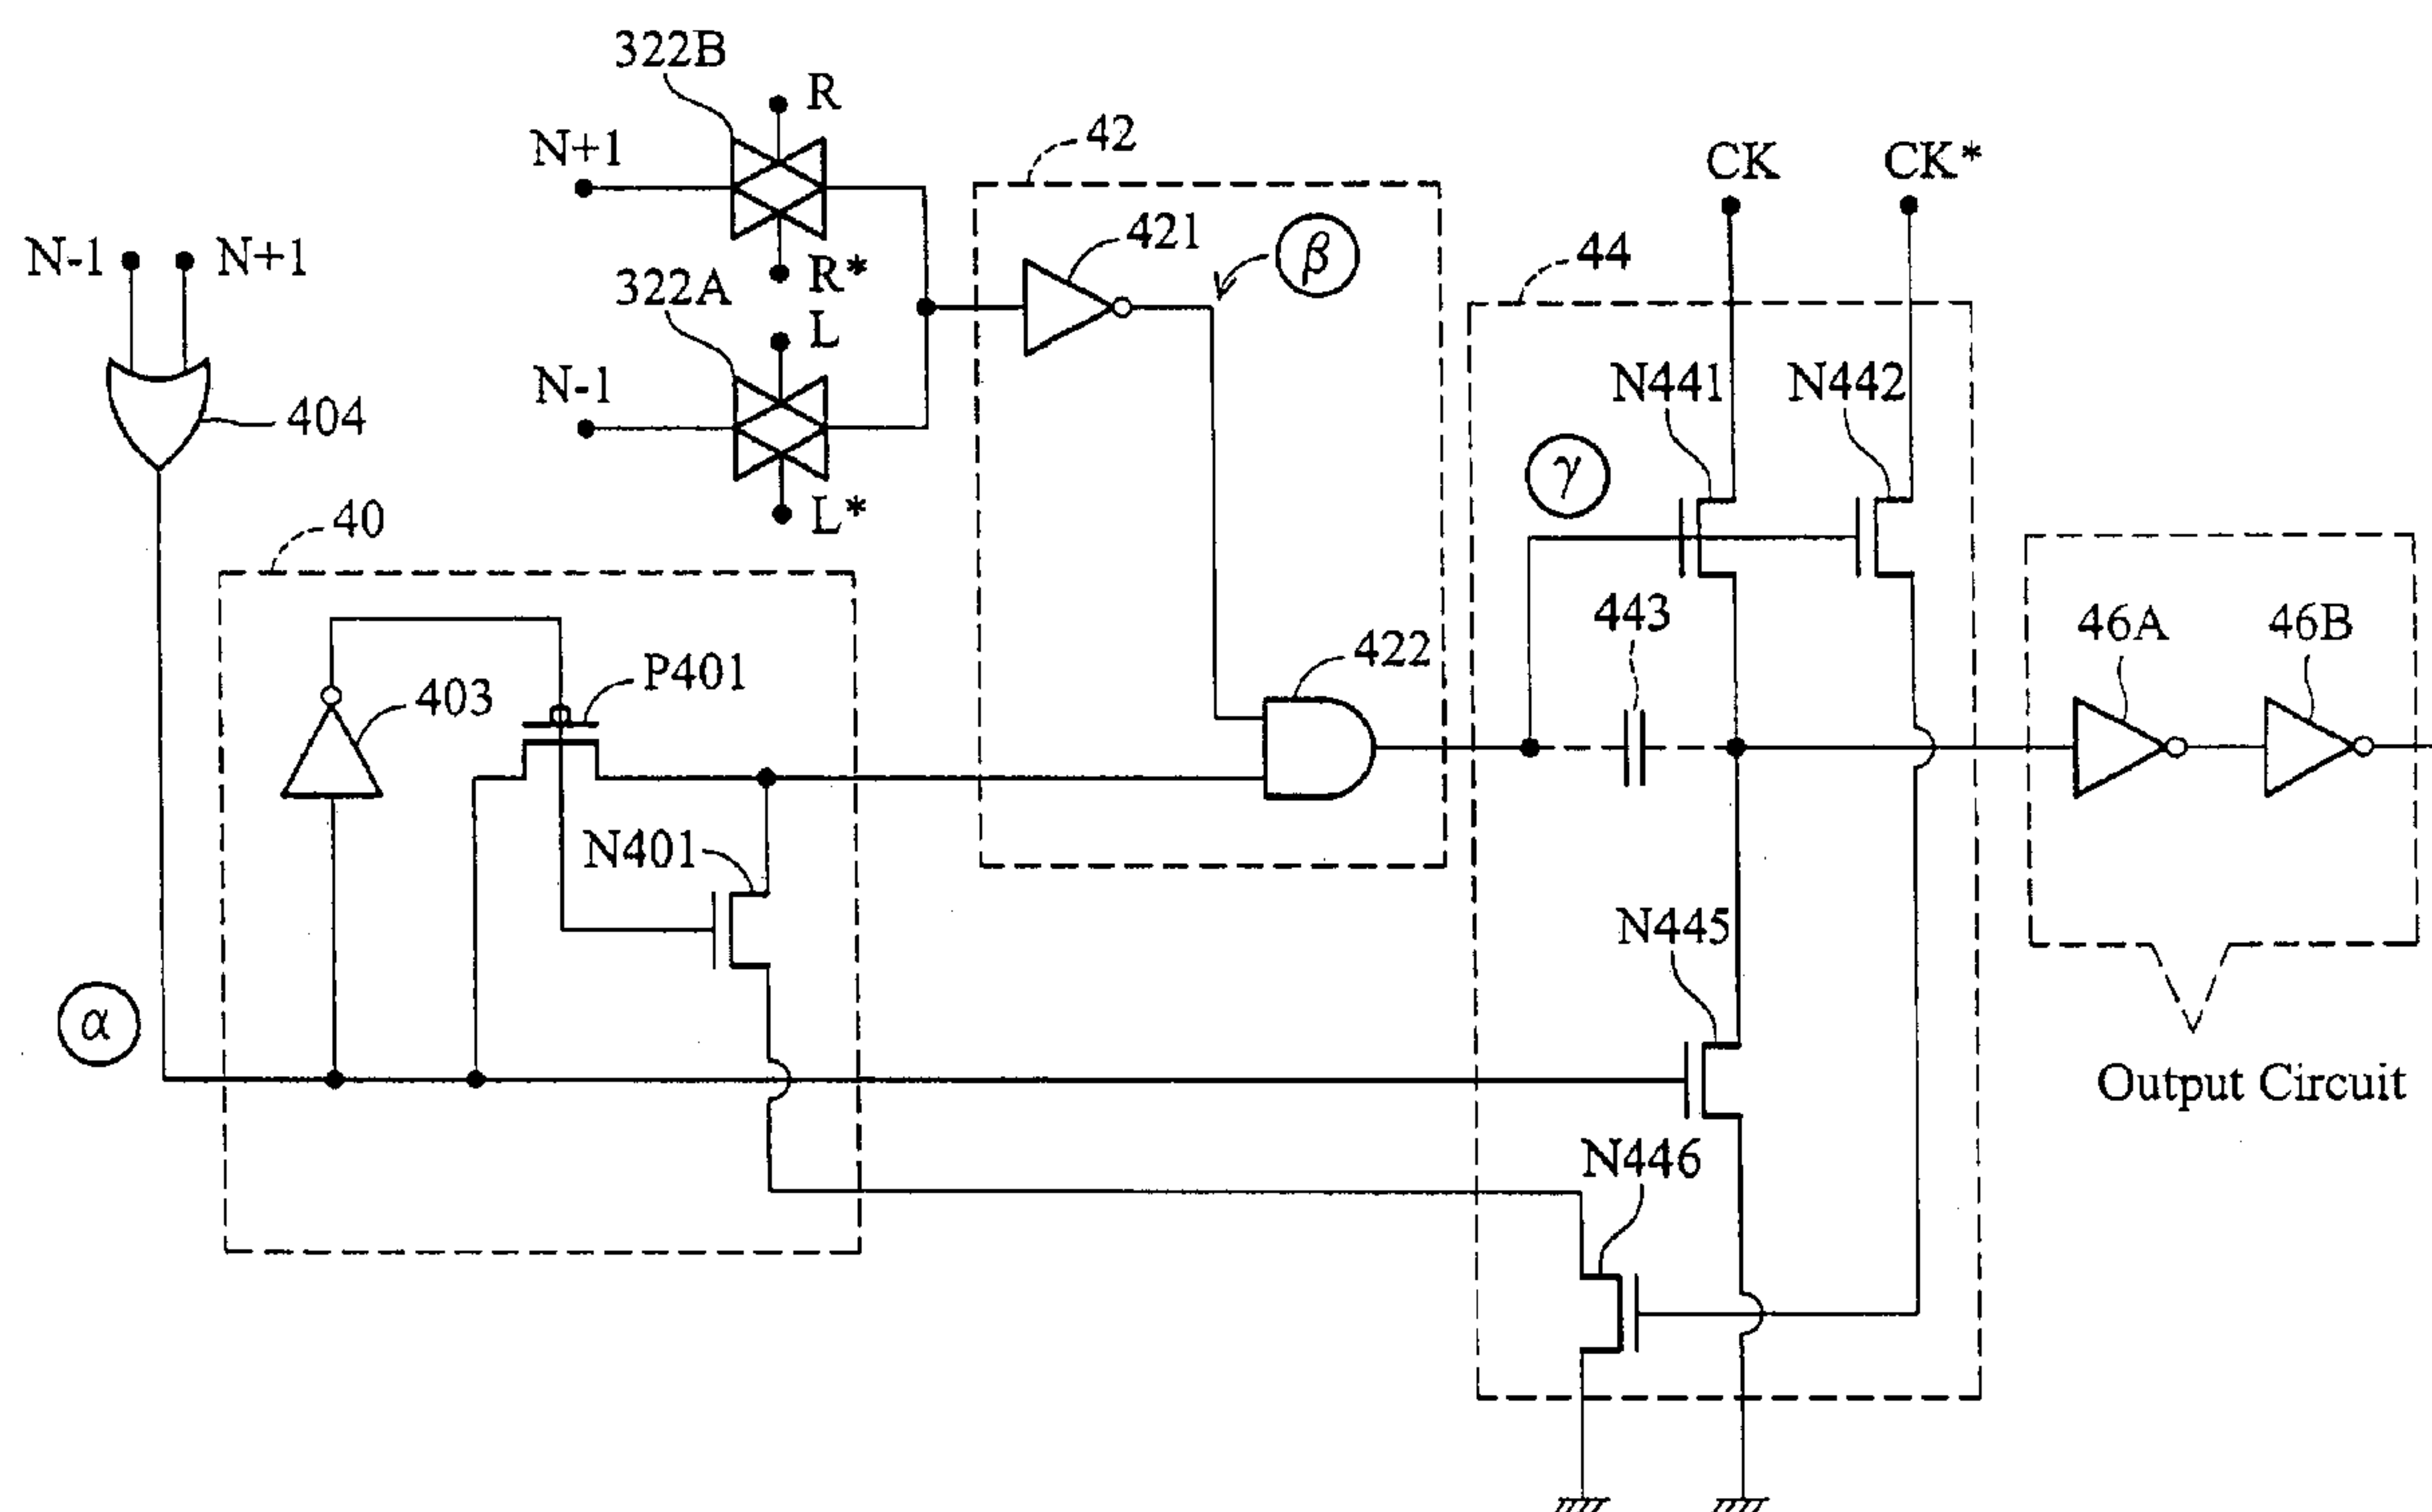 322B
R
N+1
42
CK
CK*
N-1
N+1
421
β
R*
322A
L
44
N-1
404
N441
N442
γ
L*
40
443
46A
46B
P401
422
403
N401
N445
α
Output Circuit
N446